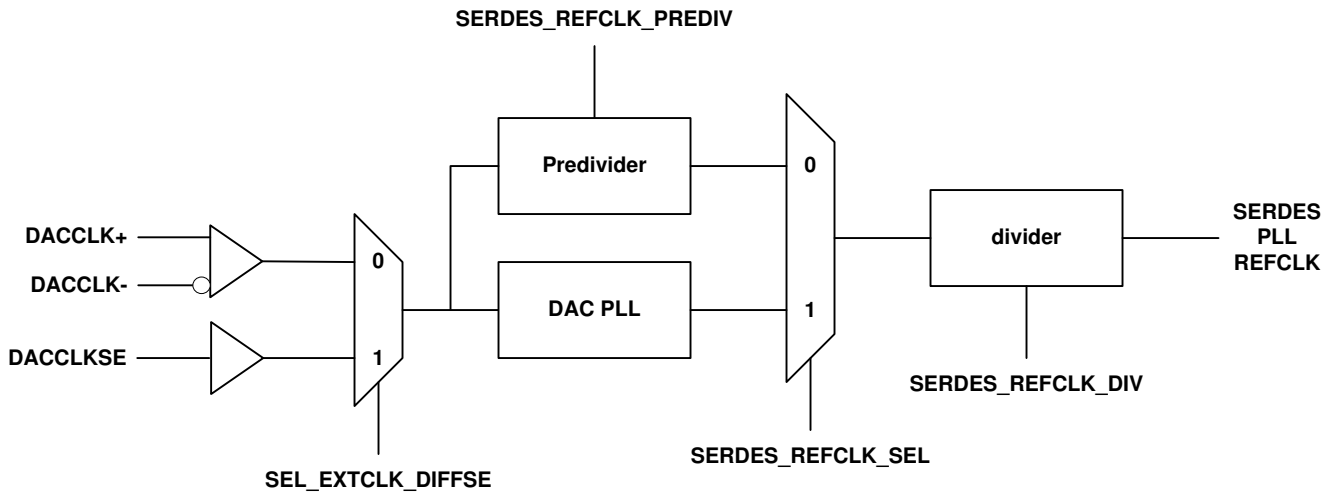 SERDES_REFCLK_PREDIV
Predivider
0
DACCLK+
DACCLK-
0
divider
SERDES
PLL
REFCLK
DAC PLL
1
DACCLKSE
1
SERDES_REFCLK_DIV
SERDES_REFCLK_SEL
SEL_EXTCLK_DIFFSE